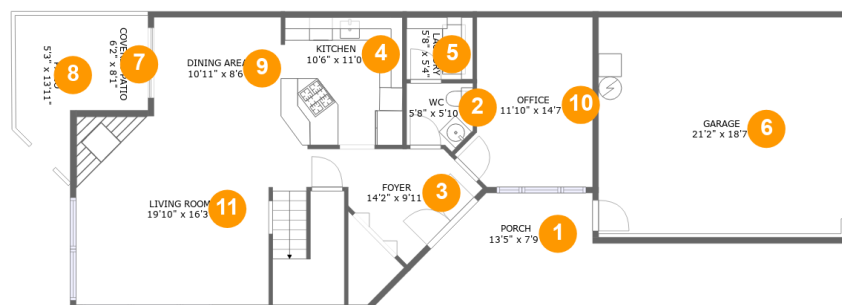 COVE
PATIO
6'2" x 8'1"
7
5'3" x 13'11"
8
DINING AREA
10'11" x 8'6
9
KITCHEN
10'6" x 11'0
4
5'8" x 5'4"
5
WC
5'8" x 5'10
2
OFFICE
11'10" x 14'7
10
GARAGE
21'2" x 18'7
6
LIVING ROOM
19'10" x 16'3
11
FOYER
14'2" x 9'11
3
PORCH
13'5" x 7'9
1